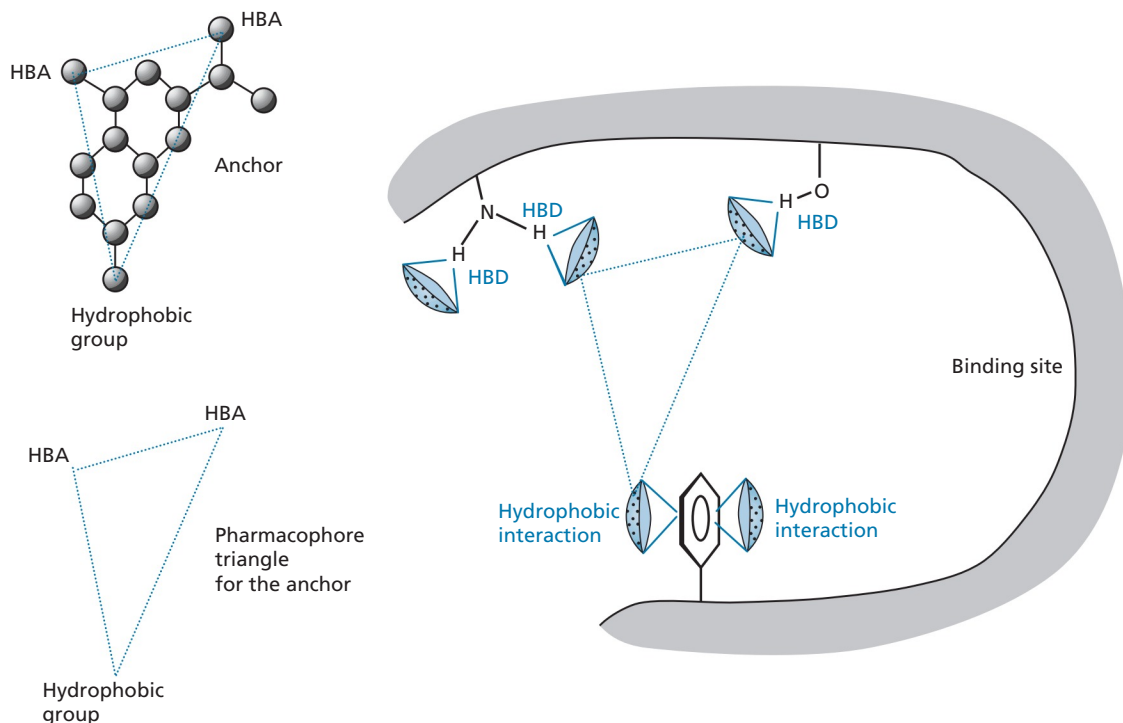 HBA
HBA
Anchor
Hydrophobic
group
HBA
HBA
Pharmacophore
triangle
for the anchor
Hydrophobic
group
N
H
HBD
H
HBD
H
O
HBD
Binding site
Hydrophobic
interaction
Hydrophobic
interaction